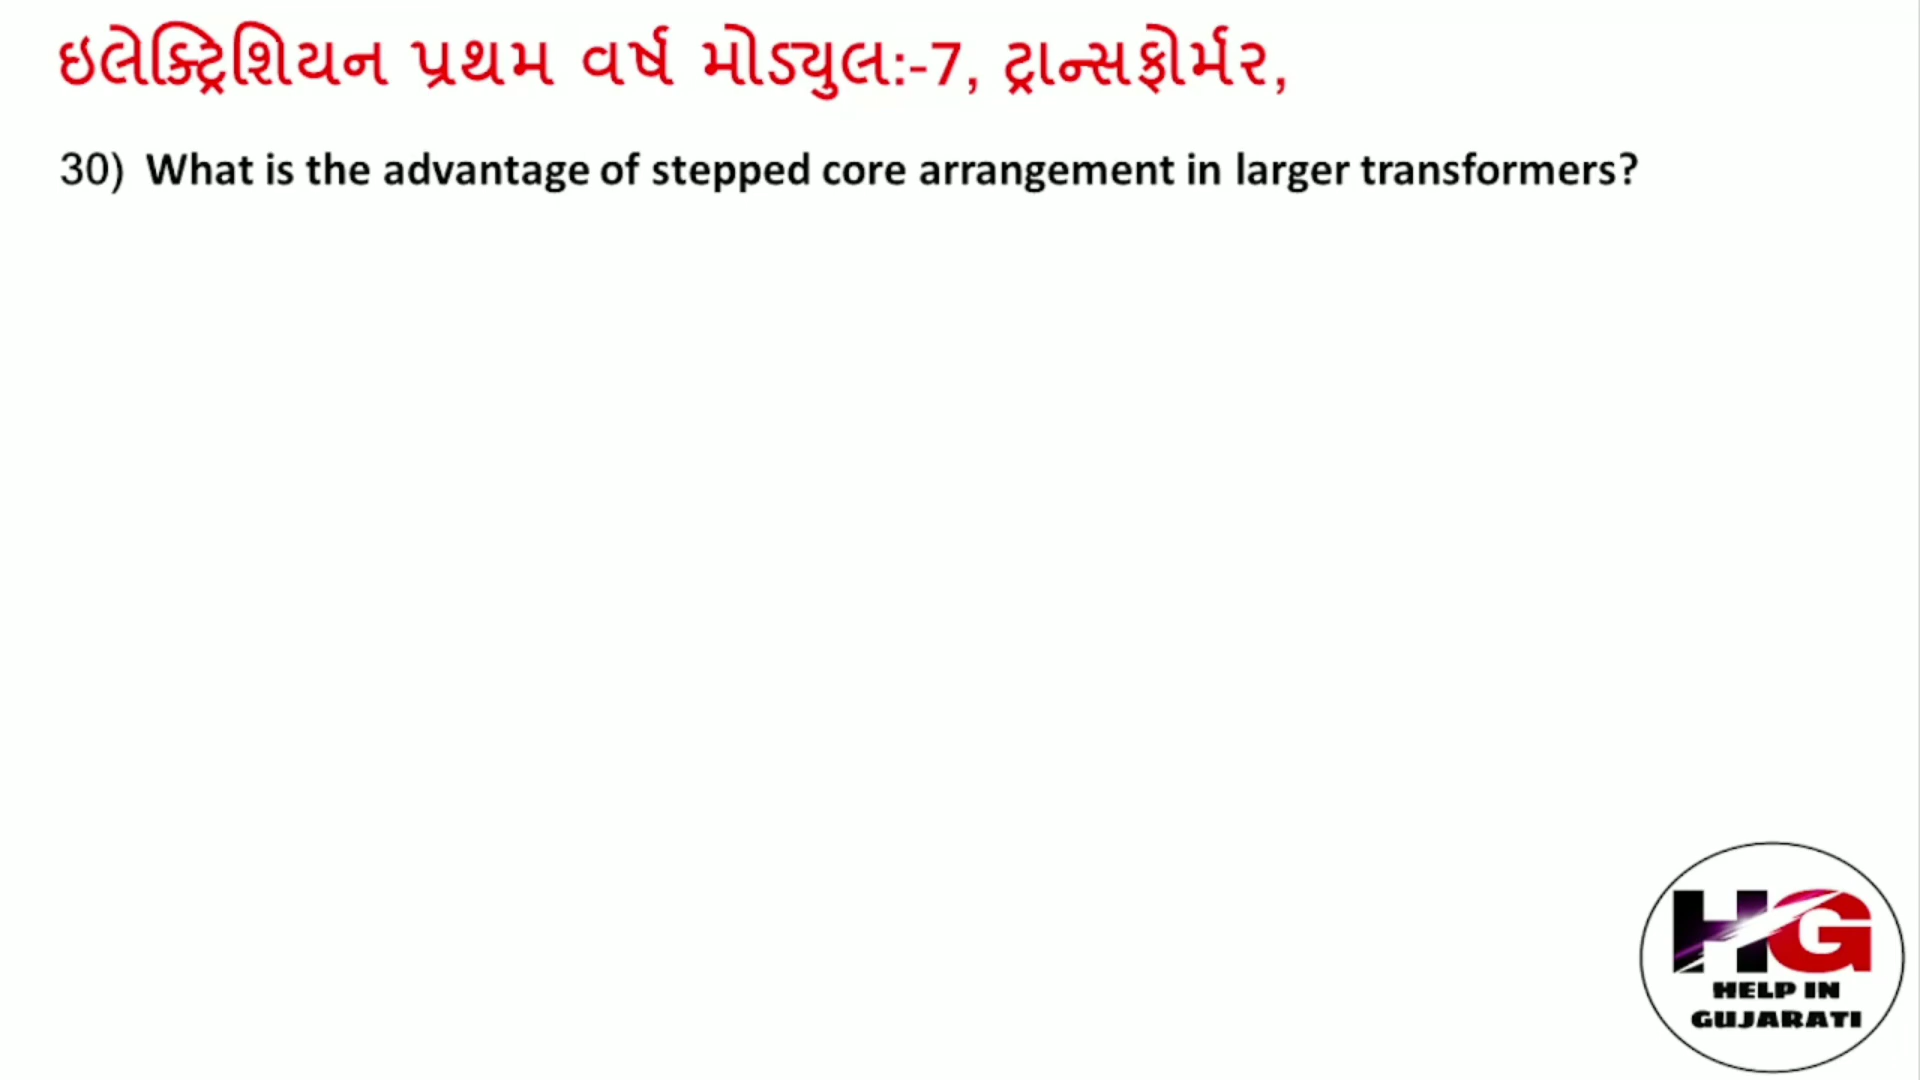 ઇલેક્ટ્રિશિયન પ્રથમ વર્ષ મોડ્યુલ:-7, ટ્રાન્સફોર્મર,
30) What is the advantage of stepped core arrangement in larger transformers?
HG
HELP IN
GUJARATI